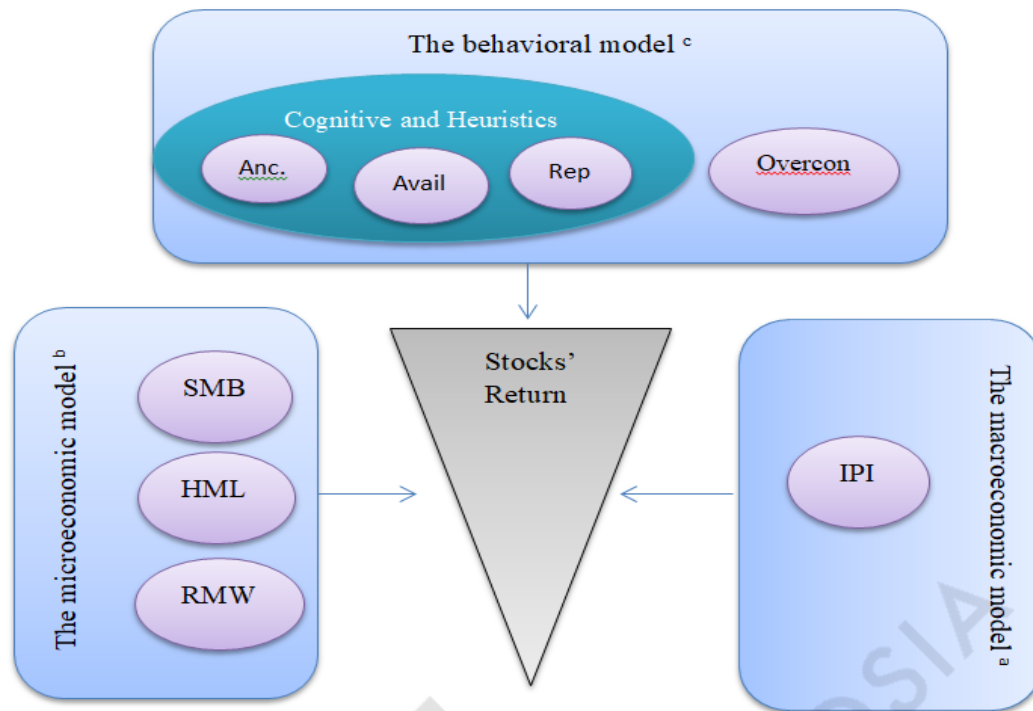 The behavioral model c
Cognitive and Heuristics
Anc.
Avail
Rep
Overcon
The microeconomic model b
SMB
HML
RMW
Stocks'
Return
IPI
The macroeconomic model a